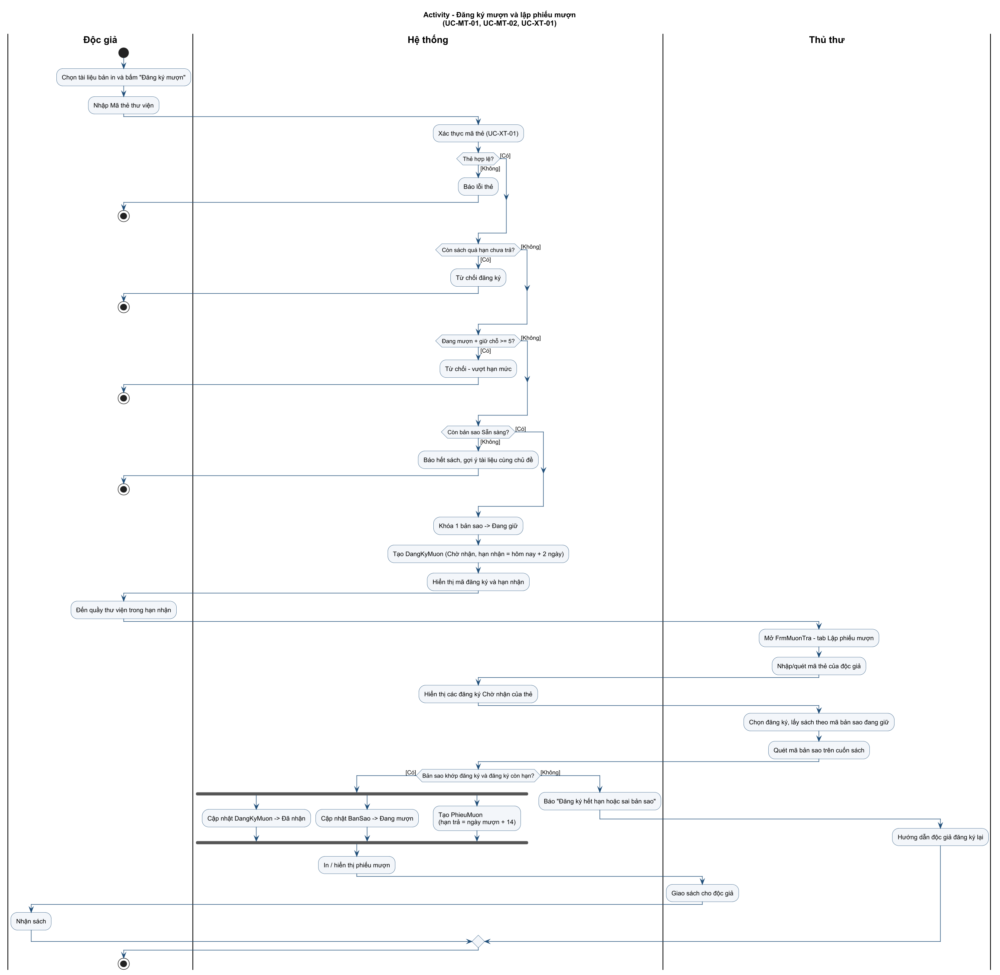 Activity - Đăng ký mượn và lập phiếu mượn
(UC-MT-01, UC-MT-02, UC-XT-01)
Độc giả
Hệ thống
Thủ thư
Chọn tài liệu bản in và bấm "Đăng ký mượn"
Nhập Mã thẻ thư viện
Xác thực mã thẻ (UC-XT-01)
Thẻ hợp lệ?
[Có]
[Không]
Báo lỗi thẻ
Còn sách quá hạn chưa trả?
[Không]
[Có]
Từ chối đăng ký
Đang mượn + giữ chỗ >= 5?
[Không]
[Có]
Từ chối - vượt hạn mức
Còn bản sao Sẵn sàng?
[Có]
[Không]
Báo hết sách, gợi ý tài liệu cùng chủ đề
Khóa 1 bản sao -> Đang giữ
Tạo DangKyMuon (Chờ nhận, hạn nhận = hôm nay + 2 ngày)
Hiển thị mã đăng ký và hạn nhận
Đến quầy thư viện trong hạn nhận
Mở FrmMuonTra - tab Lập phiếu mượn
Nhập/quét mã thẻ của độc giả
Hiển thị các đăng ký Chờ nhận của thẻ
Chọn đăng ký, lấy sách theo mã bản sao đang giữ
Quét mã bản sao trên cuốn sách
[Có]
Bản sao khớp đăng ký và đăng ký còn hạn?
[Không]
Cập nhật DangKyMuon -> Đã nhận
Cập nhật BanSao -> Đang mượn
Tạo PhieuMuon
(hạn trả = ngày mượn + 14)
Báo "Đăng ký hết hạn hoặc sai bản sao"
Hướng dẫn độc giả đăng ký lại
In / hiển thị phiếu mượn
Giao sách cho độc giả
Nhận sách